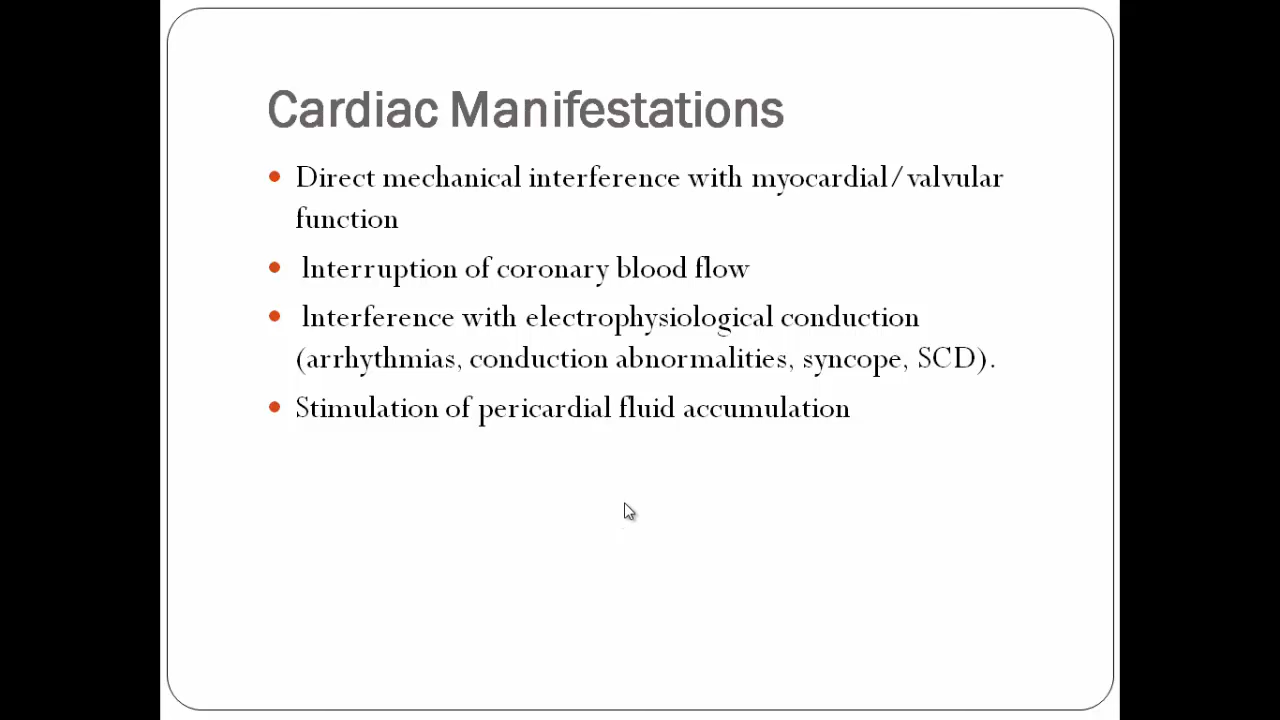 Cardiac Manifestations
• Direct mechanical interference with myocardial/valvular
function
• Interruption of coronary blood flow
• Interference with electrophysiological conduction
(arrhythmias, conduction abnormalities, syncope, SCD).
• Stimulation of pericardial fluid accumulation